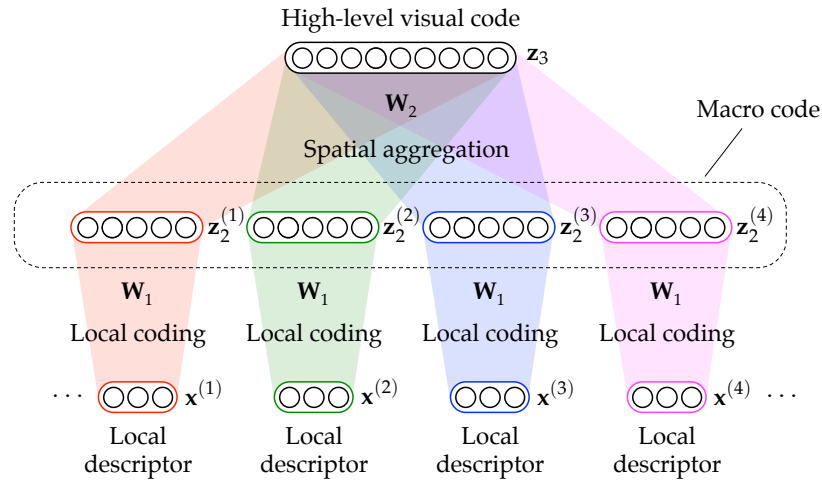 High-level visual code
z₃
W₂
Macro code
Spatial aggregation
z₂⁽¹⁾ z₂⁽²⁾ z₂⁽³⁾ z₂⁽⁴⁾
W₁ W₁ W₁ W₁
Local coding Local coding Local coding Local coding
· · · x⁽¹⁾ x⁽²⁾ x⁽³⁾ x⁽⁴⁾ · · ·
Local Local Local Local
descriptor descriptor descriptor descriptor